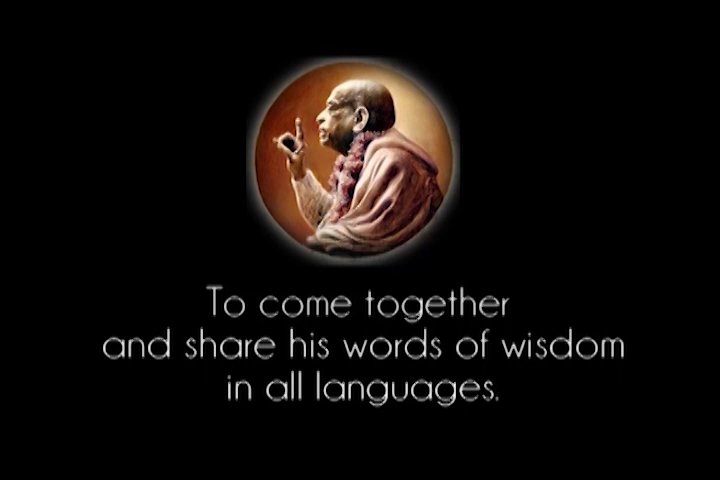 To come together
and share his words of wisdom
in all languages.